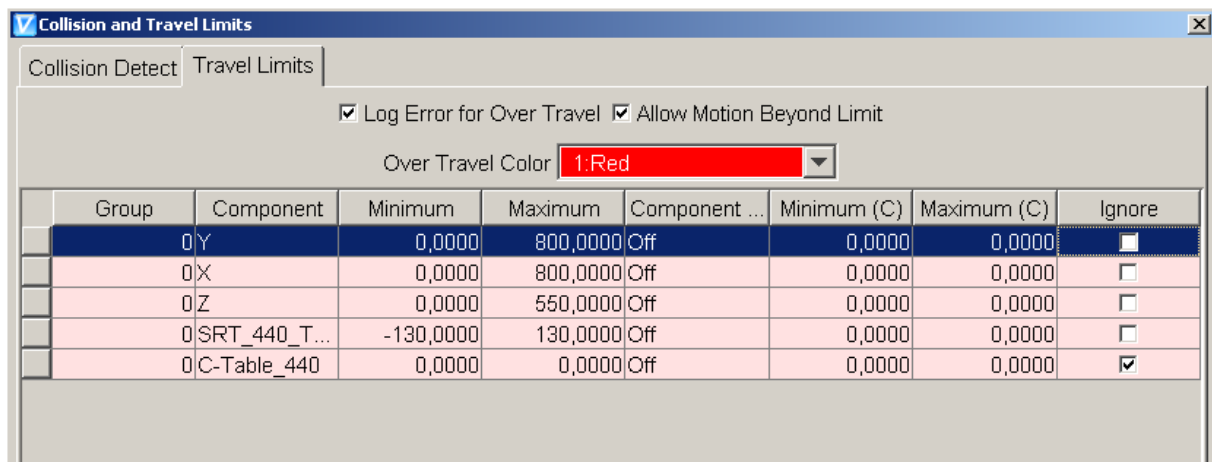 Collision and Travel Limits
Collision Detect Travel Limits
Log Error for Over Travel Allow Motion Beyond Limit
Over Travel Color 1:Red
Group Component Minimum Maximum Component ... Minimum (C) Maximum (C) Ignore
0 Y 0,0000 800,0000 Off 0,0000 0,0000
0 X 0,0000 800,0000 Off 0,0000 0,0000
0 Z 0,0000 550,0000 Off 0,0000 0,0000
0 SRT_440_T... -130,0000 130,0000 Off 0,0000 0,0000
0 C-Table_440 0,0000 0,0000 Off 0,0000 0,0000